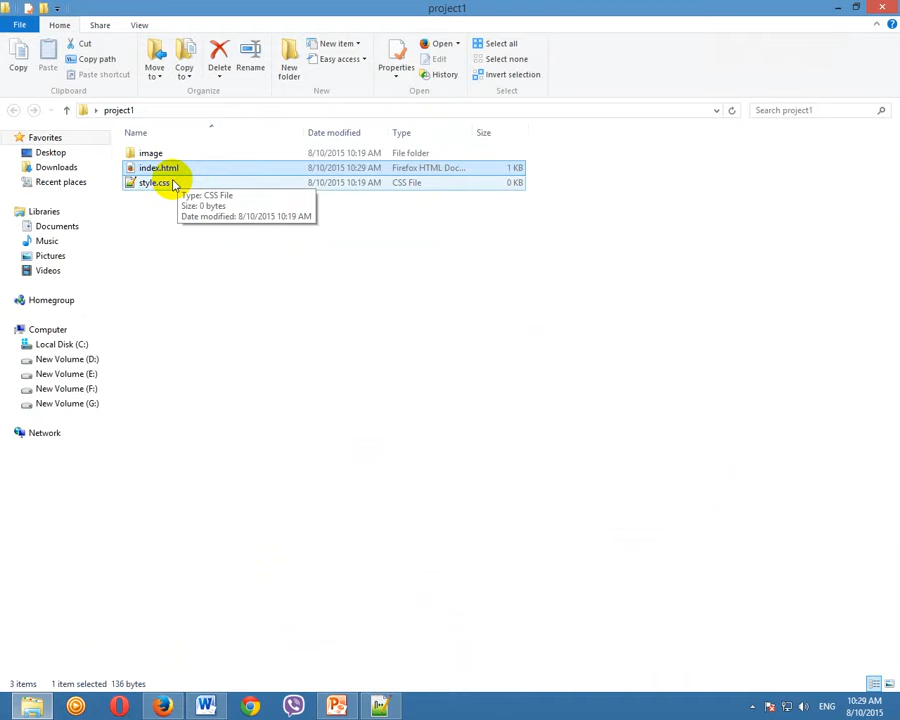 project1
File Home Share View
Copy Paste Cut Copy path Paste shortcut Move to Copy to Delete Rename New folder New item Easy access Properties Open Edit History Select all Select none Invert selection
Clipboard Organize New Open Select
project1 Search project1
Name Date modified Type Size
Favorites
Desktop
Downloads
Recent places
Libraries
Documents
Music
Pictures
Videos
Homegroup
Computer
Local Disk (C:)
New Volume (D:)
New Volume (E:)
New Volume (F:)
New Volume (G:)
Network
image 8/10/2015 10:19 AM File folder
index.html 8/10/2015 10:29 AM Firefox HTML Doc... 1 KB
style.css 8/10/2015 10:19 AM CSS File 0 KB
Type: CSS File
Size: 0 bytes
Date modified: 8/10/2015 10:19 AM
3 items 1 item selected 136 bytes
ENG 10:29 AM
8/10/2015